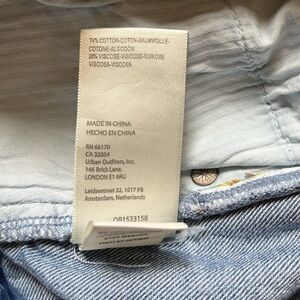 74% COTTON-COTON-BAUMWOLLE-
COTONE-ALGODÓN
26% VISCOSE-VISCOSE-VISKOSE
VISCOSA-VISCOSA
MADE IN CHINA
HECHO EN CHINA
RN 66170
CA 32054
Urban Outfitters, Inc.
146 Brick Lane,
LONDON E1 6RU
Leidsestraat 32, 1017 PB
Amsterdam, Netherlands
OB1533158